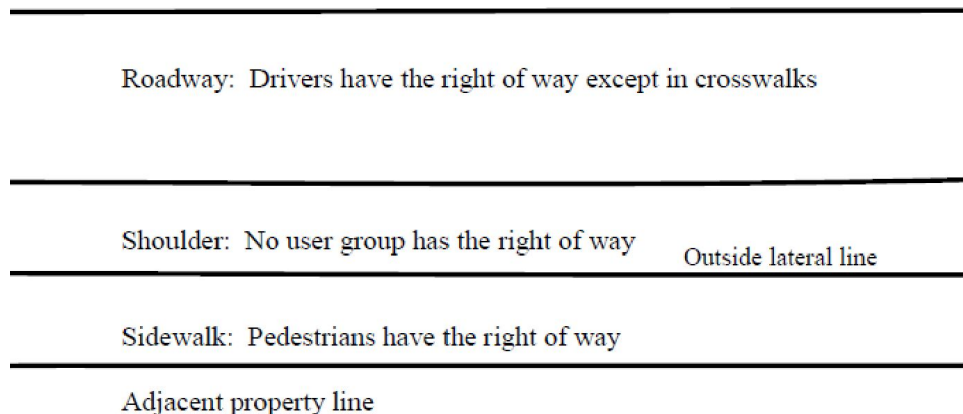 Roadway: Drivers have the right of way except in crosswalks
Shoulder: No user group has the right of way
Outside lateral line
Sidewalk: Pedestrians have the right of way
Adjacent property line